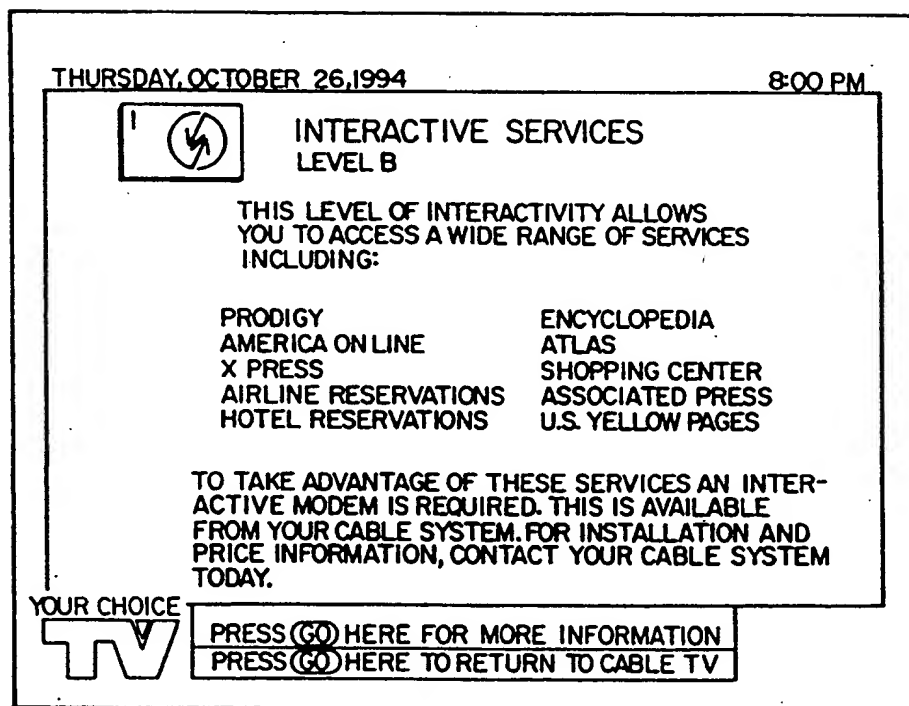 THURSDAY, OCTOBER 26, 1994 8:00 PM
1
INTERACTIVE SERVICES
LEVEL B
THIS LEVEL OF INTERACTIVITY ALLOWS
YOU TO ACCESS A WIDE RANGE OF SERVICES
INCLUDING:
PRODIGY ENCYCLOPEDIA
AMERICA ON LINE ATLAS
X PRESS SHOPPING CENTER
AIRLINE RESERVATIONS ASSOCIATED PRESS
HOTEL RESERVATIONS U.S. YELLOW PAGES
TO TAKE ADVANTAGE OF THESE SERVICES AN INTER-
ACTIVE MODEM IS REQUIRED. THIS IS AVAILABLE
FROM YOUR CABLE SYSTEM. FOR INSTALLATION AND
PRICE INFORMATION, CONTACT YOUR CABLE SYSTEM
TODAY.
YOUR CHOICE
TV
PRESS GO HERE FOR MORE INFORMATION
PRESS GO HERE TO RETURN TO CABLE TV